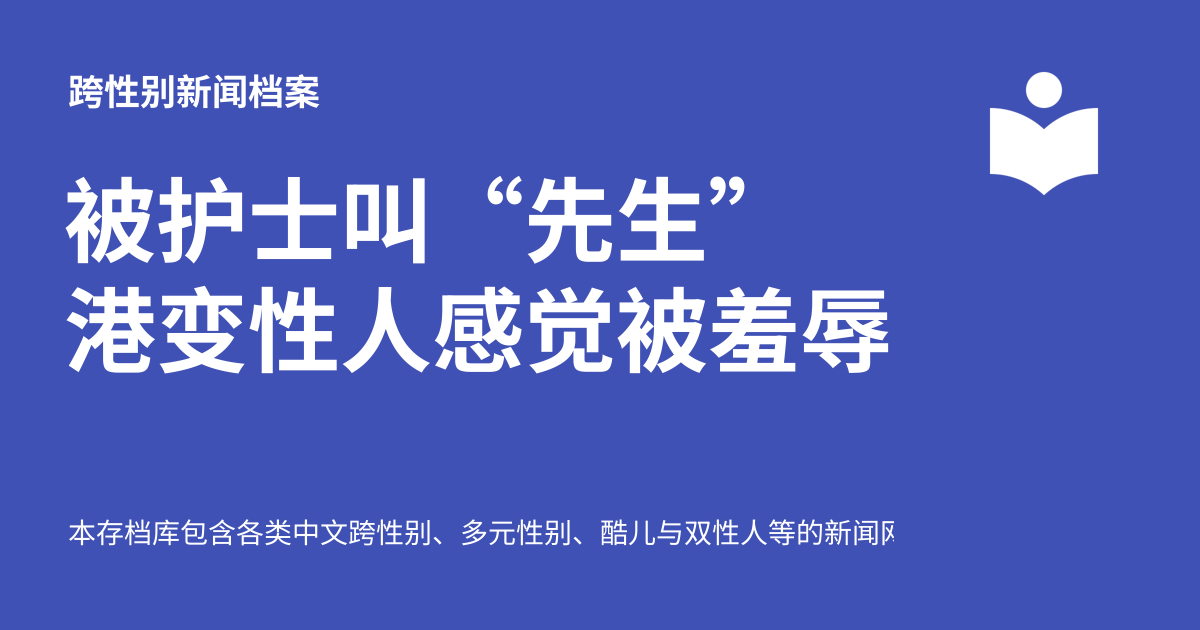 跨性别新闻档案
被护士叫“先生”
港变性人感觉被羞辱
本存档库包含各类中文跨性别、多元性别、酷儿与双性人等的新闻